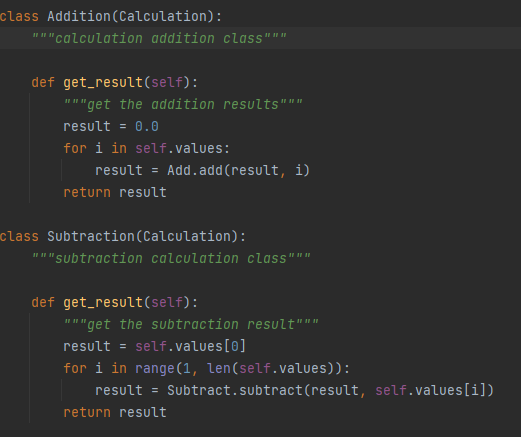 class Addition(Calculation):
    """calculation addition class"""

    def get_result(self):
        """get the addition results"""
        result = 0.0
        for i in self.values:
            result = Add.add(result, i)
        return result

class Subtraction(Calculation):
    """subtraction calculation class"""

    def get_result(self):
        """get the subtraction result"""
        result = self.values[0]
        for i in range(1, len(self.values)):
            result = Subtract.subtract(result, self.values[i])
        return result